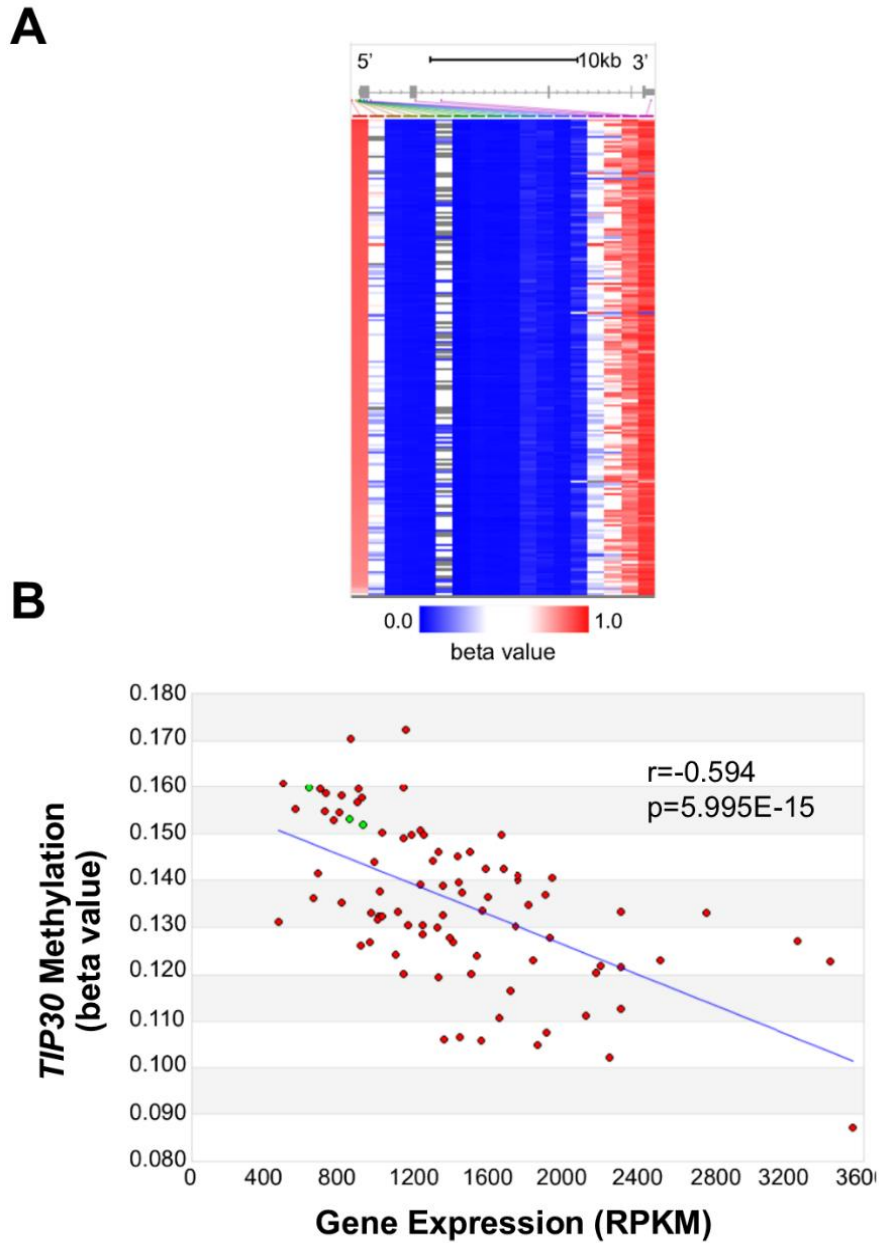 A
5' 10kb 3'
0.0 1.0
beta value
B
0.180
0.170
0.160
0.150
0.140
0.130
0.120
0.110
0.100
0.090
0.080
r=-0.594
p=5.995E-15
TIP30 Methylation
(beta value)
0 400 800 1200 1600 2000 2400 2800 3200 3600
Gene Expression (RPKM)